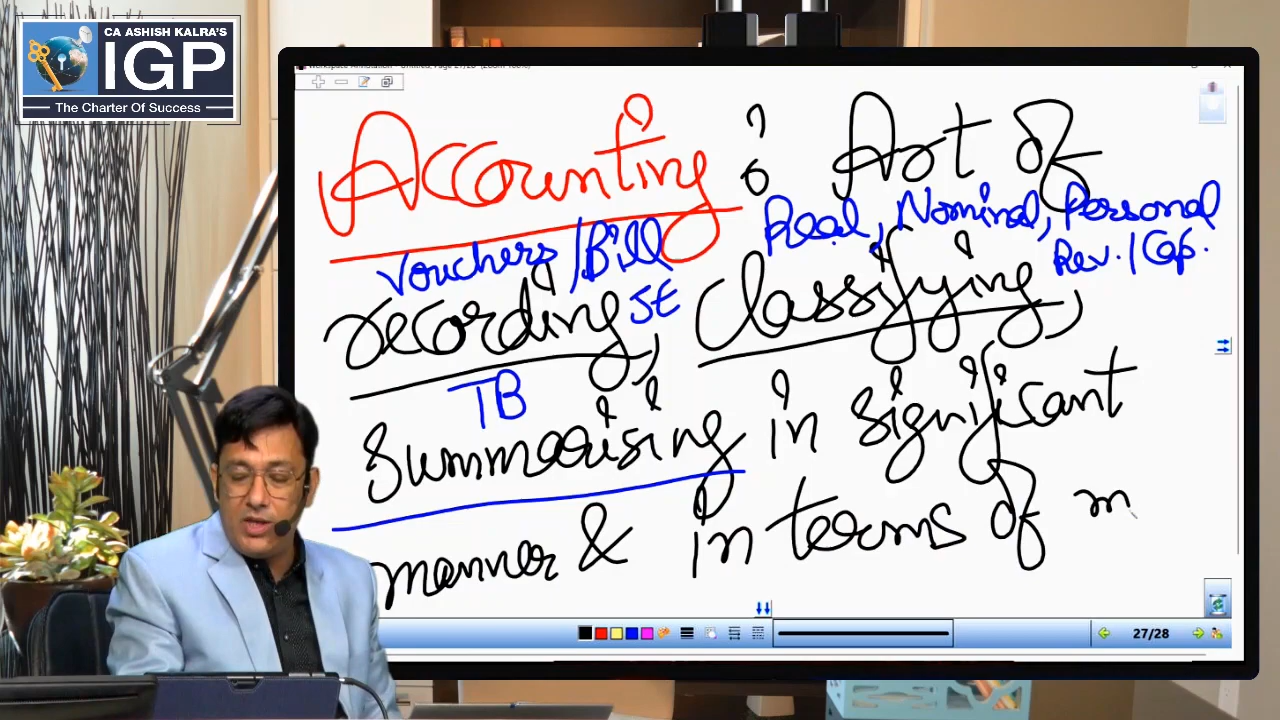 CA ASHISH KALRA'S
IGP
The Charter Of Success
Accounting : Art of
Real, Nominal, Personal
Vouchers / Bill
Rev. / Cap.
recording, JE classifying,
TB
Summarising in significant
manner & in terms of m
27/28